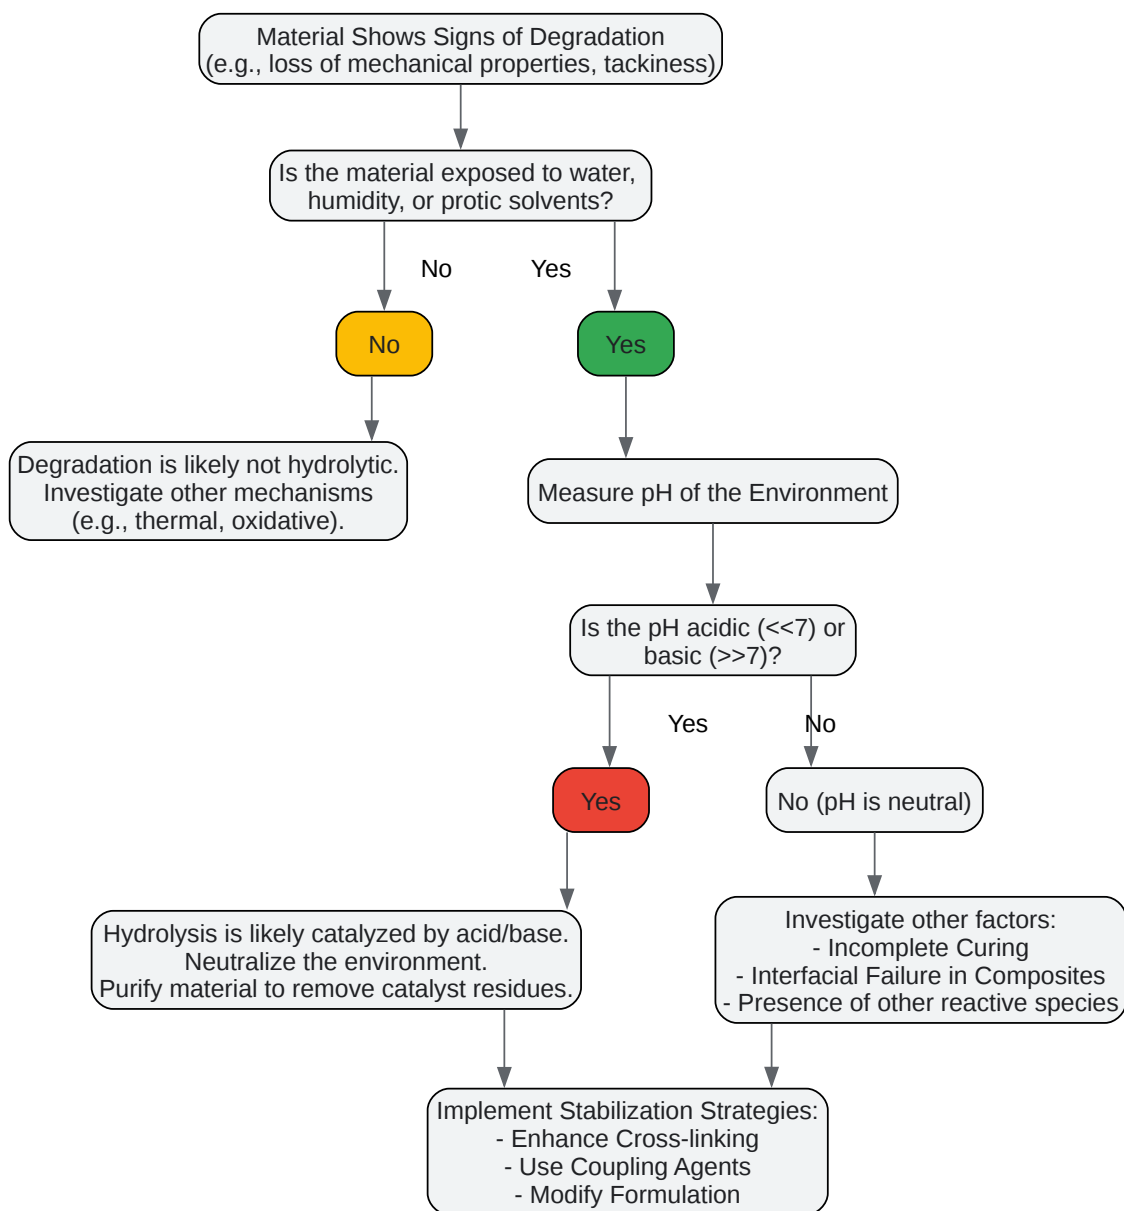 Material Shows Signs of Degradation
(e.g., loss of mechanical properties, tackiness)
Is the material exposed to water,
humidity, or protic solvents?
No
Yes
No
Yes
Degradation is likely not hydrolytic.
Investigate other mechanisms
(e.g., thermal, oxidative).
Measure pH of the Environment
Is the pH acidic (<<7) or
basic (>>7)?
Yes
No
Yes
No (pH is neutral)
Hydrolysis is likely catalyzed by acid/base.
Neutralize the environment.
Purify material to remove catalyst residues.
Investigate other factors:
- Incomplete Curing
- Interfacial Failure in Composites
- Presence of other reactive species
Implement Stabilization Strategies:
- Enhance Cross-linking
- Use Coupling Agents
- Modify Formulation